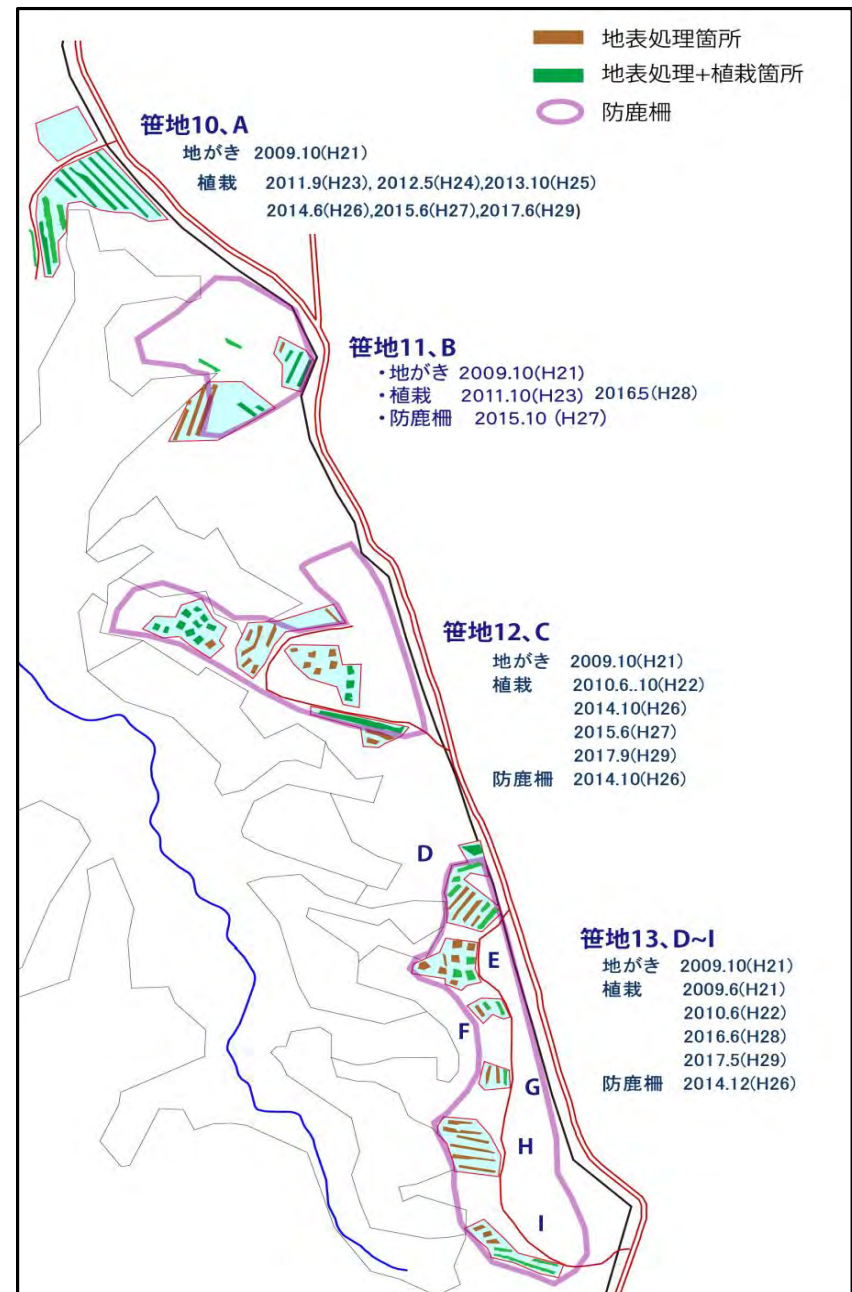 地表処理箇所
地表処理+植栽箇所
防鹿柵
笹地10、A
地がき 2009.10(H21)
植栽 2011.9(H23), 2012.5(H24),2013.10(H25)
2014.6(H26),2015.6(H27),2017.6(H29)
笹地11、B
・地がき 2009.10(H21)
・植栽 2011.10(H23) 2016.5(H28)
・防鹿柵 2015.10 (H27)
笹地12、C
地がき 2009.10(H21)
植栽 2010.6..10(H22)
2014.10(H26)
2015.6(H27)
2017.9(H29)
防鹿柵 2014.10(H26)
D
笹地13、D~I
地がき 2009.10(H21)
植栽 2009.6(H21)
2010.6(H22)
2016.6(H28)
2017.5(H29)
防鹿柵 2014.12(H26)
E
F
G
H
I